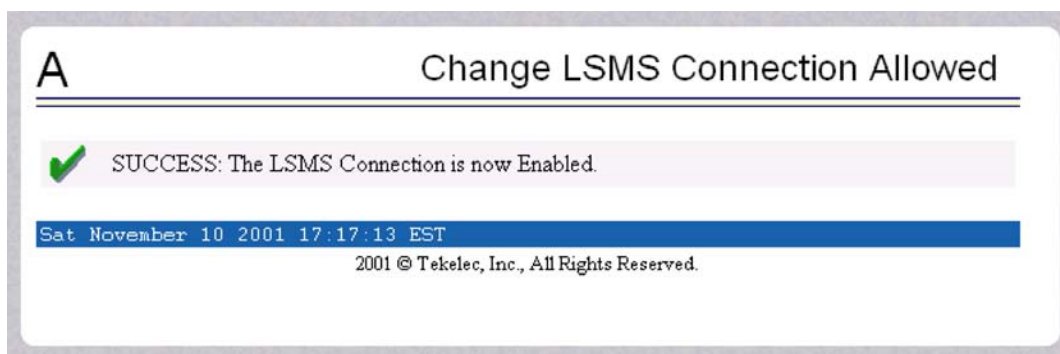 A Change LSMS Connection Allowed
SUCCESS: The LSMS Connection is now Enabled.
Sat November 10 2001 17:17:13 EST
2001 © Tekelec, Inc., All Rights Reserved.